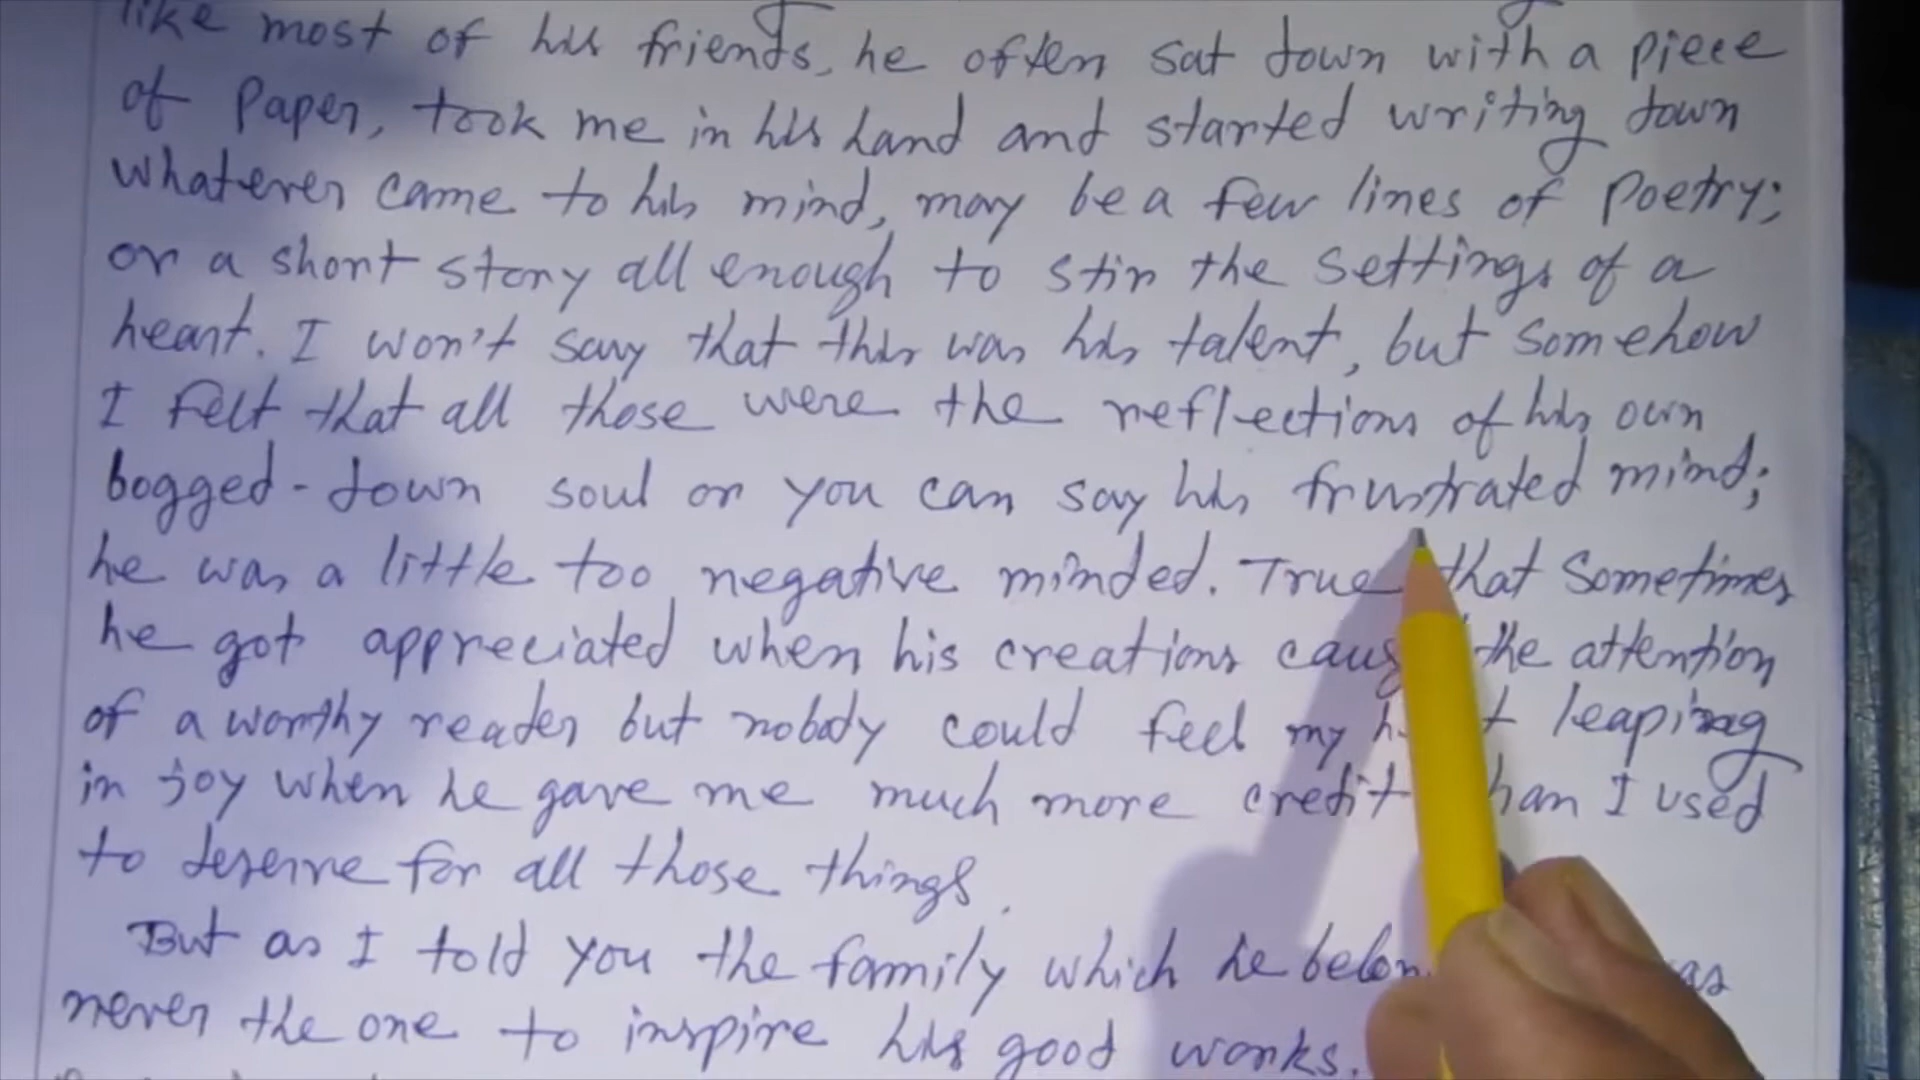 like most of his friends, he often sat down with a piece
of Paper, took me in his hand and started writing down
whatever came to his mind, may be a few lines of Poetry;
or a short story all enough to stir the settings of a
heart. I won't say that this was his talent, but somehow
I felt that all those were the reflections of his own
bogged-down soul or you can say his frustrated mind;
he was a little too negative minded. True that Sometimes
he got appreciated when his creations the attention
of a worthy reader but nobody could feel my leaping
in joy when he gave me much more credit I used
to deserve for all those things.
But as I told you the family which he
never the one to inspire his good works.